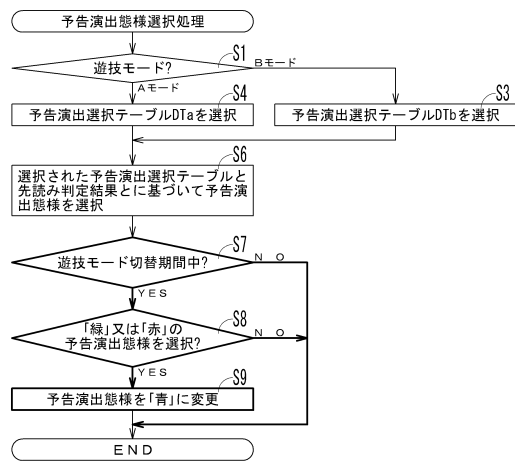 予告演出態様選択処理
S1
遊技モード?
Bモード
Aモード
S4
予告演出選択テーブルDTaを選択
S3
予告演出選択テーブルDTbを選択
S6
選択された予告演出選択テーブルと
先読み判定結果とに基づいて予告演
出態様を選択
S7
遊技モード切替期間中?
NO
YES
S8
「緑」又は「赤」の
予告演出態様を選択?
NO
YES
S9
予告演出態様を「青」に変更
END